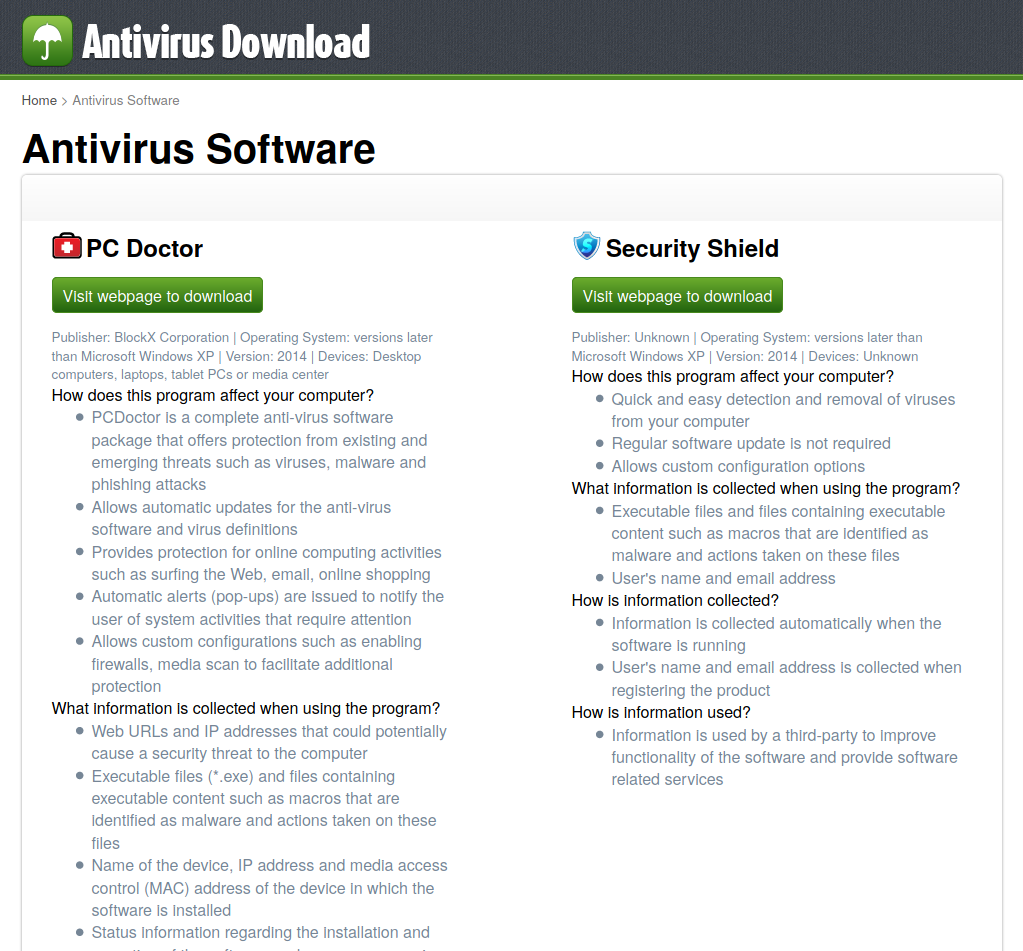 Antivirus Download
Home > Antivirus Software
Antivirus Software
PC Doctor
Visit webpage to download
Publisher: BlockX Corporation | Operating System: versions later
than Microsoft Windows XP | Version: 2014 | Devices: Desktop
computers, laptops, tablet PCs or media center
How does this program affect your computer?
• PCDoctor is a complete anti-virus software
package that offers protection from existing and
emerging threats such as viruses, malware and
phishing attacks
• Allows automatic updates for the anti-virus
software and virus definitions
• Provides protection for online computing activities
such as surfing the Web, email, online shopping
• Automatic alerts (pop-ups) are issued to notify the
user of system activities that require attention
• Allows custom configurations such as enabling
firewalls, media scan to facilitate additional
protection
What information is collected when using the program?
• Web URLs and IP addresses that could potentially
cause a security threat to the computer
• Executable files (*.exe) and files containing
executable content such as macros that are
identified as malware and actions taken on these
files
• Name of the device, IP address and media access
control (MAC) address of the device in which the
software is installed
• Status information regarding the installation and
Security Shield
Visit webpage to download
Publisher: Unknown | Operating System: versions later than
Microsoft Windows XP | Version: 2014 | Devices: Unknown
How does this program affect your computer?
• Quick and easy detection and removal of viruses
from your computer
• Regular software update is not required
• Allows custom configuration options
What information is collected when using the program?
• Executable files and files containing executable
content such as macros that are identified as
malware and actions taken on these files
• User's name and email address
How is information collected?
• Information is collected automatically when the
software is running
• User's name and email address is collected when
registering the product
How is information used?
• Information is used by a third-party to improve
functionality of the software and provide software
related services